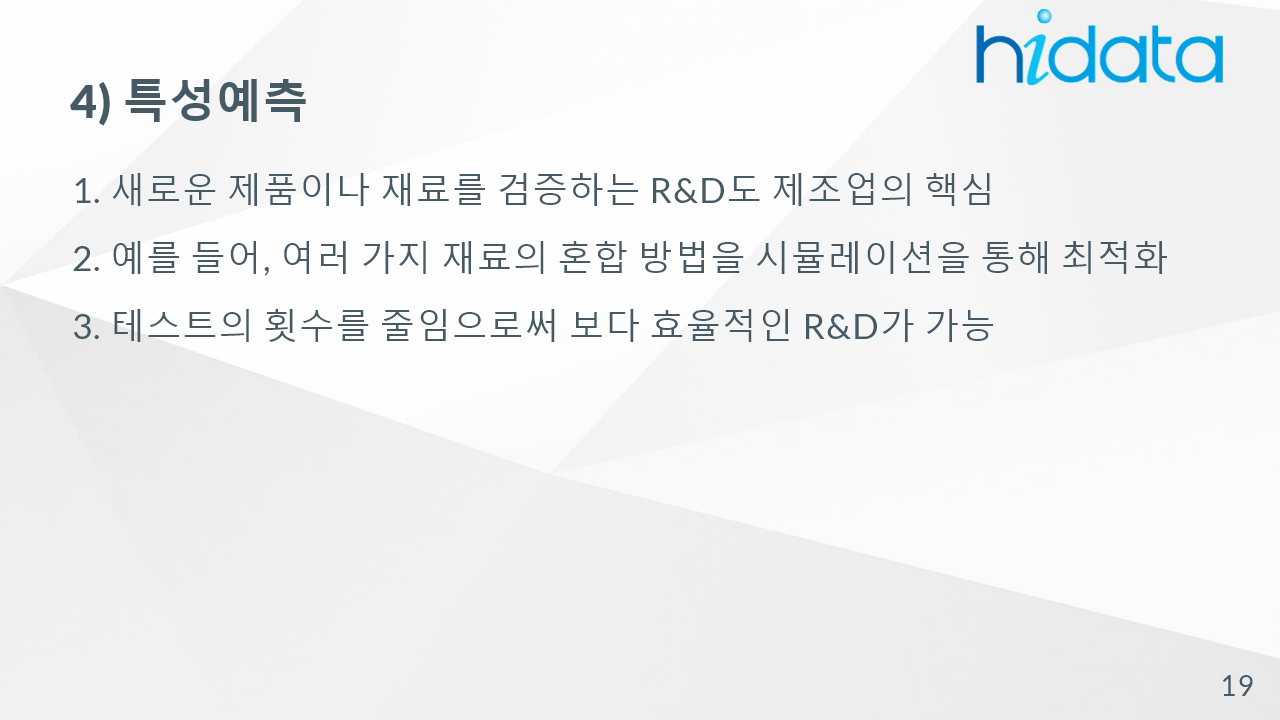 hidata
4) 특성예측
1. 새로운 제품이나 재료를 검증하는 R&D도 제조업의 핵심
2. 예를 들어, 여러 가지 재료의 혼합 방법을 시뮬레이션을 통해 최적화
3. 테스트의 횟수를 줄임으로써 보다 효율적인 R&D가 가능
19